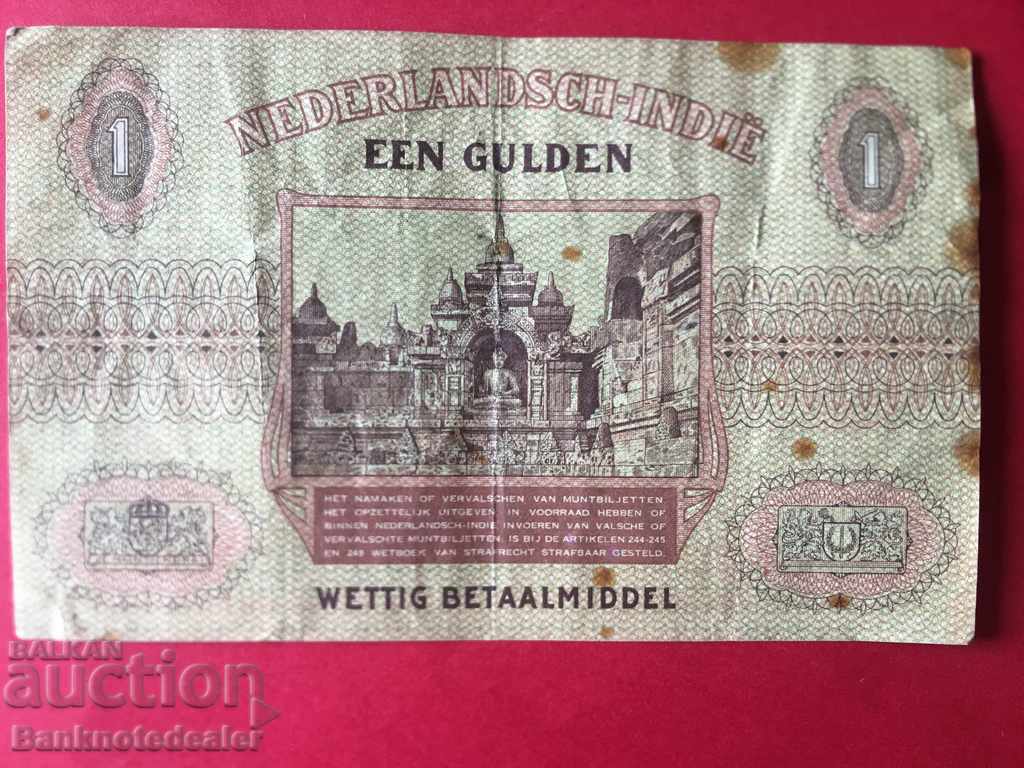 NEDERLANDSCH-INDIË
1
1
EEN GULDEN
HET NAMAKEN OF VERVALSCHEN VAN MUNTBILJETTEN
HET OPZETTELIJK UITGEVEN IN VOORRAAD HEBBEN OF
BINNEN NEDERLANDSCH-INDIE INVOEREN VAN VALSCHE OF
VERVALSCHTE MUNTBILJETTEN, IS BIJ DE ARTIKELEN 244-245
EN 249 WETBOEK VAN STRAFRECHT STRAFBAAR GESTELD.
WETTIG BETAALMIDDEL
BALKAN
auction
Banknotedealer